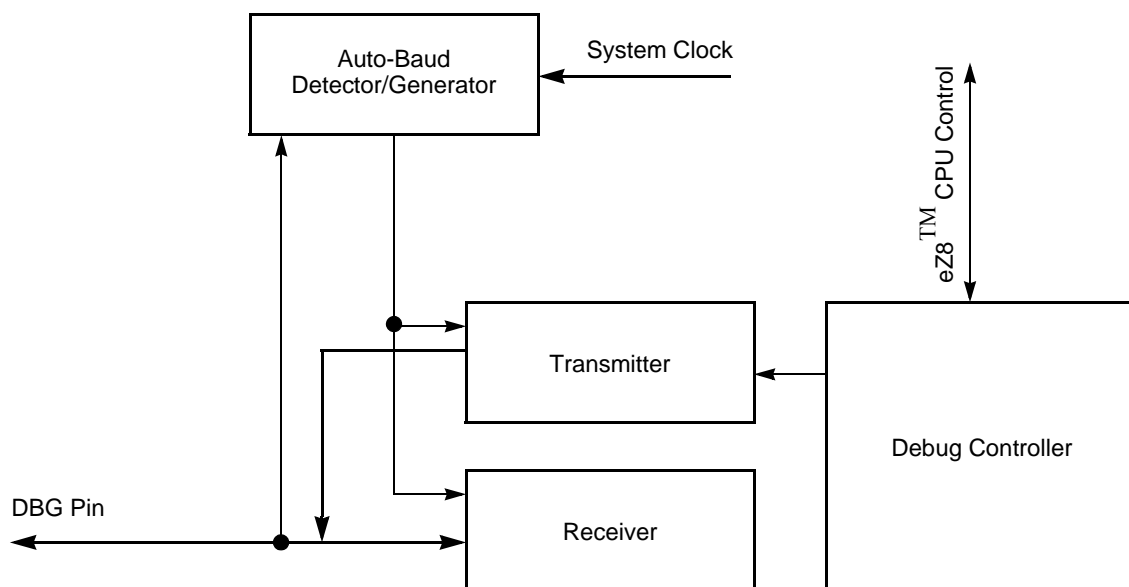 Auto-Baud
Detector/Generator
System Clock
eZ8™ CPU Control
Transmitter
Debug Controller
DBG Pin
Receiver